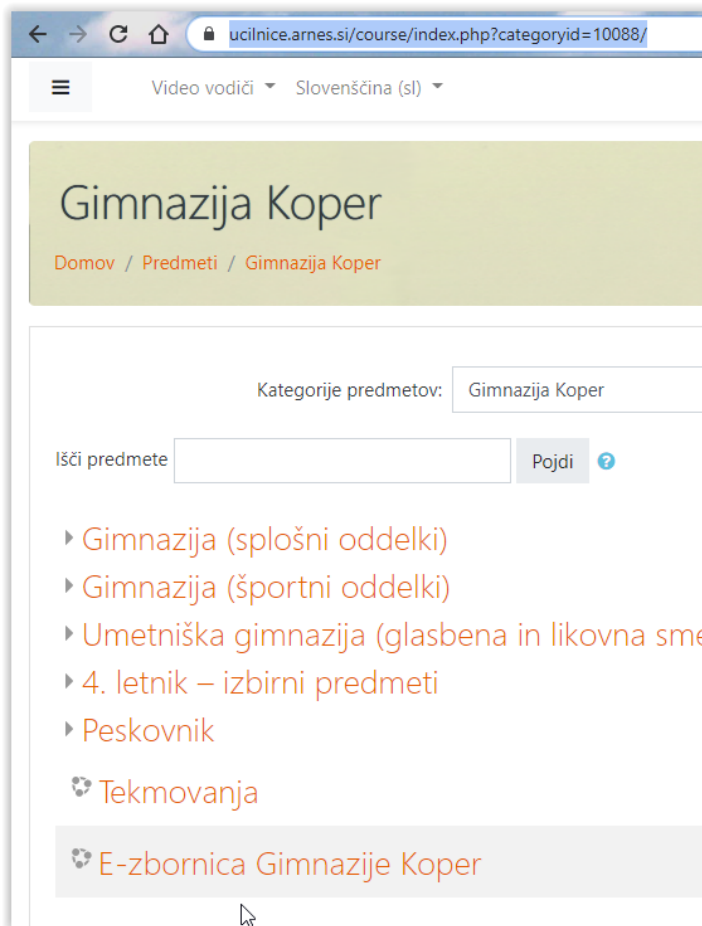 ucilnice.arnes.si/course/index.php?categoryid=10088/
Video vodiči Slovenščina (sl)
Gimnazija Koper
Domov / Predmeti / Gimnazija Koper
Kategorije predmetov: Gimnazija Koper
Išči predmete Pojdi
Gimnazija (splošni oddelki)
Gimnazija (športni oddelki)
Umetniška gimnazija (glasbena in likovna sme
4. letnik – izbirni predmeti
Peskovnik
Tekmovanja
E-zbornica Gimnazije Koper